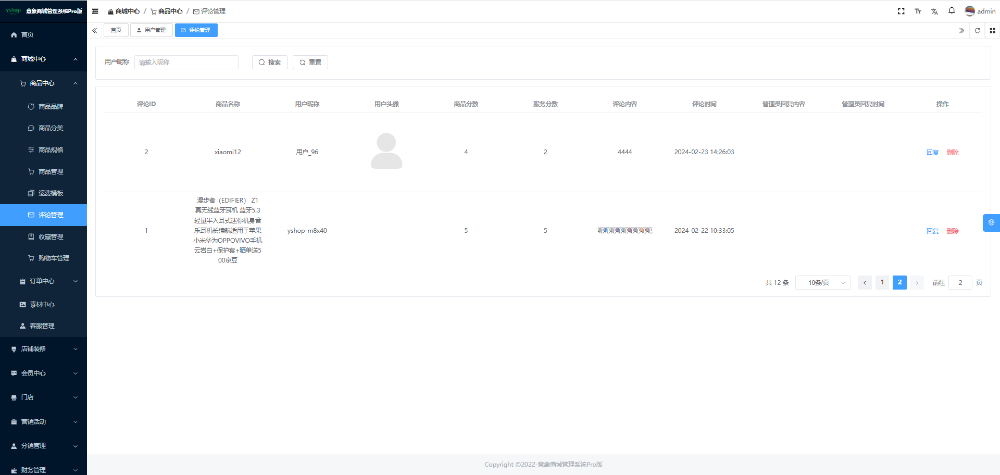 yshop 意象商城管理系统Pro版
商城中心 / 商品中心 / 评论管理
Tr
admin
首页
用户管理
评论管理
首页
商城中心
商品中心
商品品牌
商品分类
商品规格
商品管理
运费模板
评论管理
收藏管理
购物车管理
订单中心
素材中心
客服管理
店铺装修
会员中心
门店
营销活动
分销管理
财务管理
用户昵称 请输入昵称 搜索 重置
评论ID 商品名称 用户昵称 用户头像 商品分数 服务分数 评论内容 评论时间 管理员回复内容 管理员回复时间 操作
2 xiaomi12 用户_96 4 2 4444 2024-02-23 14:26:03 回复 删除
漫步者（EDIFIER） Z1
真无线蓝牙耳机 蓝牙5.3
轻量半入耳式迷你机身音
1 乐耳机长续航适用于苹果 yshop-m8x40 5 5 呃呃呃呃呃呃呃呃呃 2024-02-22 10:33:05 回复 删除
小米华为OPPOVIVO手机
云岩白+保护套+晒单送5
00京豆
共 12 条 10条/页 1 2 前往 2 页
Copyright ©2022-意象商城管理系统Pro版